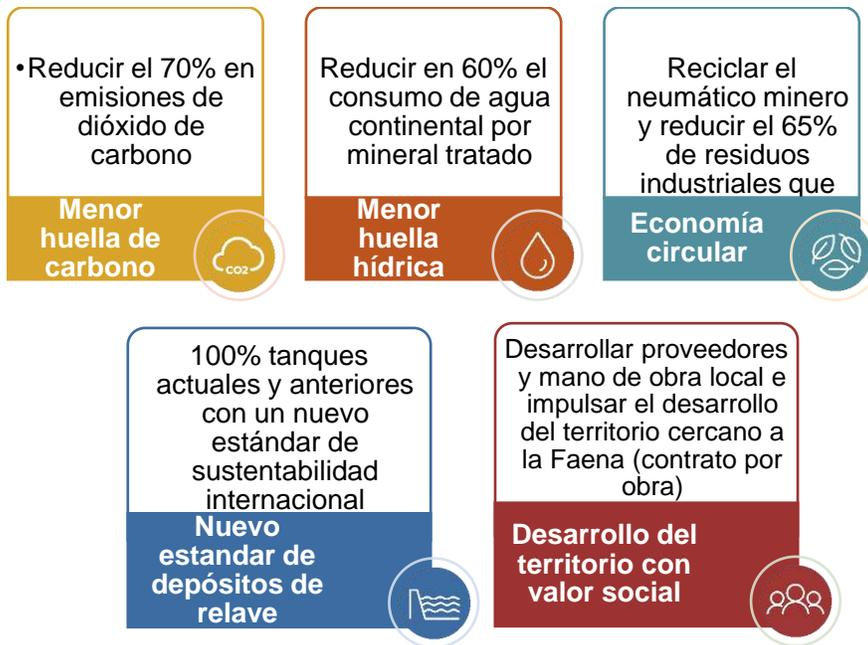 •Reducir el 70% en
emisiones de
dióxido de
carbono
Menor
huella de
carbono
CO2
Reducir en 60% el
consumo de agua
continental por
mineral tratado
Menor
huella
hídrica
Reciclar el
neumático minero
y reducir el 65%
de residuos
industriales que
Economía
circular
100% tanques
actuales y anteriores
con un nuevo
estándar de
sustentabilidad
internacional
Nuevo
estandar de
depósitos de
relave
Desarrollar proveedores
y mano de obra local e
impulsar el desarrollo
del territorio cercano a
la Faena (contrato por
obra)
Desarrollo del
territorio con
valor social